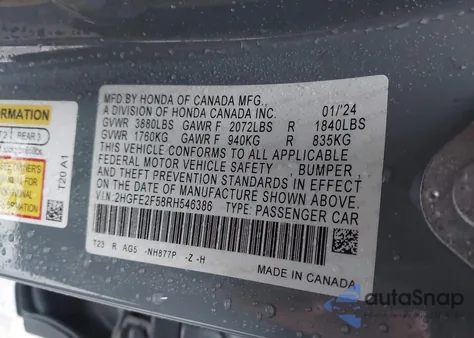 MFD BY HONDA OF CANADA MFG.,
A DIVISION OF HONDA CANADA INC. 01/'24
GVWR 3880LBS GAWR F 2072LBS R 1840LBS
GVWR 1760KG GAWR F 940KG R 835KG
THIS VEHICLE CONFORMS TO ALL APPLICABLE
FEDERAL MOTOR VEHICLE SAFETY , BUMPER ,
AND THEFT PREVENTION STANDARDS IN EFFECT
ON THE DATE OF MANUFACTURE SHOWN ABOVE.
V.I.N:2HGFE2F58RH546386 TYPE: PASSENGER CAR
T23 R AG5 -NH877P -Z -H
MADE IN CANADA
REAR
T20 A1
autoSnap